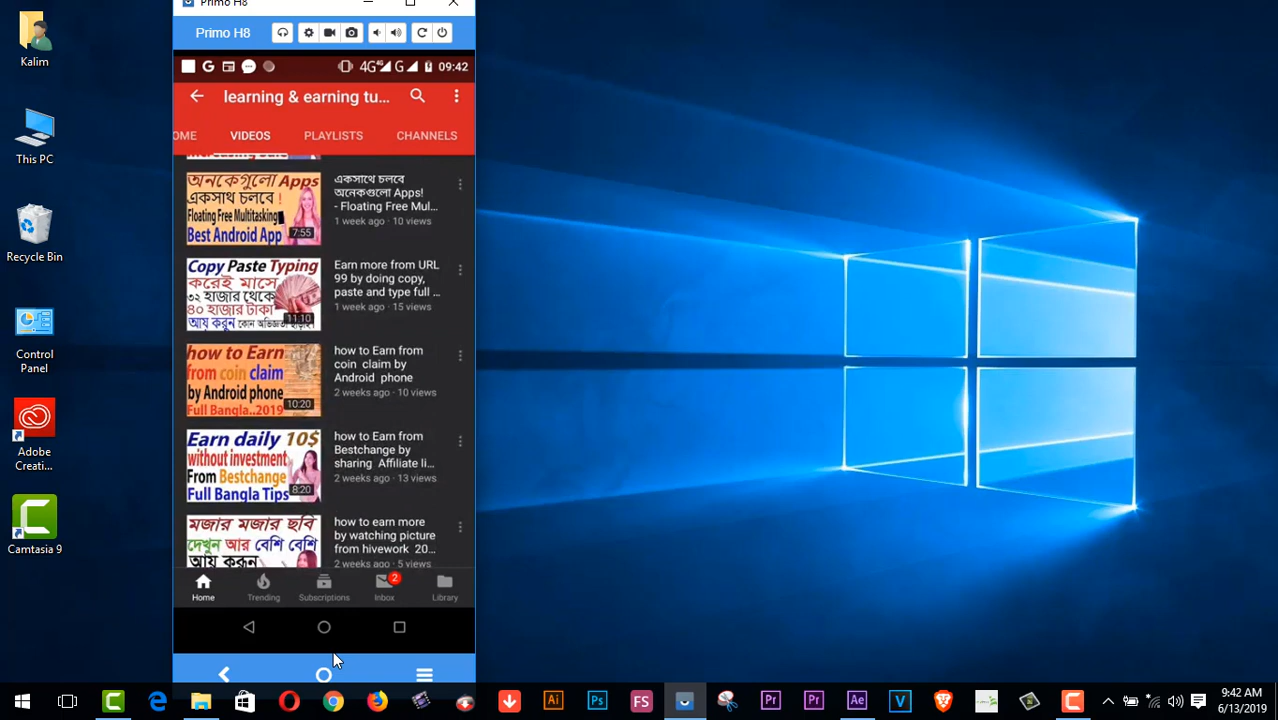 Primo H8
Kalim
This PC
Recycle Bin
Control
Panel
Adobe
Creati...
Camtasia 9
Primo H8
4G G 09:42
learning & earning tu...
OME VIDEOS PLAYLISTS CHANNELS
অনেকগুলো Apps
একসাথে চলবে !
Floating Free Multitasking
Best Android App
7:55
একসাথে চলবে
অনেকগুলো Apps!
- Floating Free Mul...
1 week ago · 10 views
Copy Paste Typing
করেই মাসে
৩২ হাজার থেকে
৪০ হাজার টাকা
আয় করুন কোন অভিজ্ঞতা ছাড়াই!
11:10
Earn more from URL
99 by doing copy,
paste and type full ...
1 week ago · 15 views
how to Earn
from coin claim
by Android phone
Full Bangla..2019
10:20
how to Earn from
coin claim by
Android phone
2 weeks ago · 10 views
Earn daily 10$
without investment
From Bestchange
Full Bangla Tips
8:20
how to Earn from
Bestchange by
sharing Affiliate li...
2 weeks ago · 13 views
মজার মজার ছবি
দেখুন আর বেশি বেশি
আয় করুন
how to earn more
by watching picture
from hivework 20...
2 weeks ago · 5 views
2
Home Trending Subscriptions Inbox Library
9:42 AM
6/13/2019